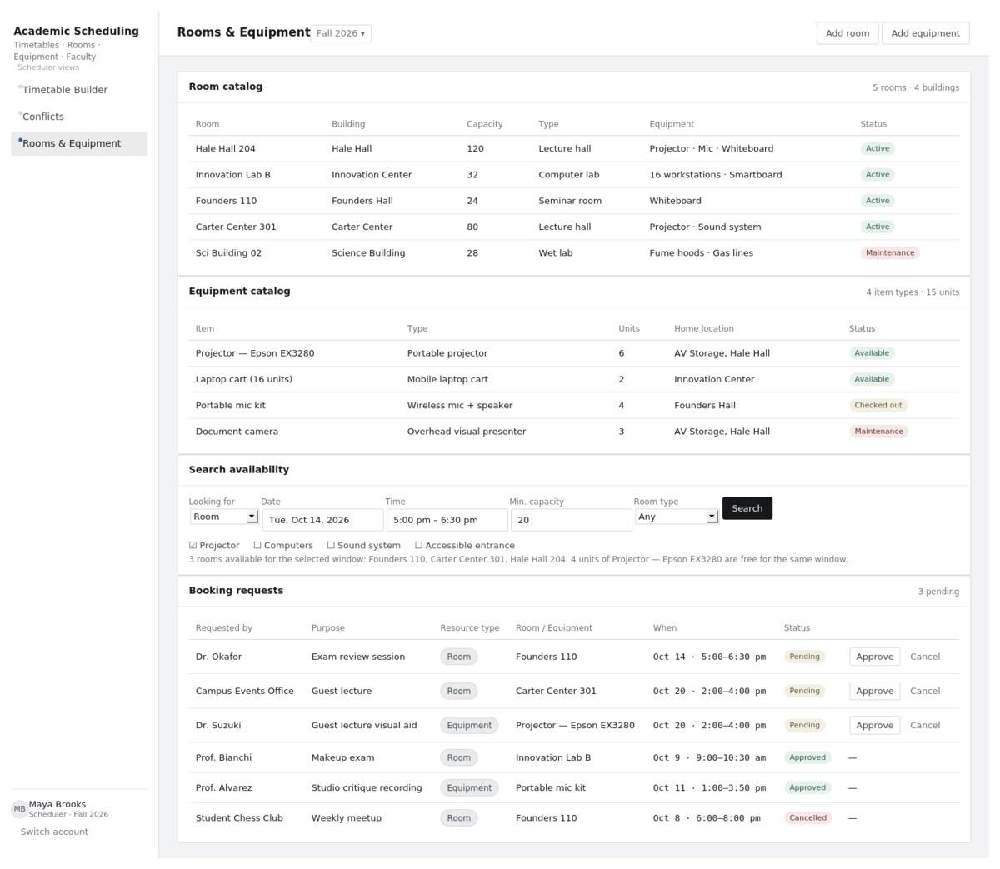 Academic Scheduling
Timetables · Rooms ·
Equipment · Faculty
Scheduler views
Timetable Builder
Conflicts
Rooms & Equipment
MB
Maya Brooks
Scheduler · Fall 2026
Switch account
Rooms & Equipment Fall 2026 ▾ Add room Add equipment
Room catalog 5 rooms · 4 buildings
Room Building Capacity Type Equipment Status
Hale Hall 204 Hale Hall 120 Lecture hall Projector · Mic · Whiteboard Active
Innovation Lab B Innovation Center 32 Computer lab 16 workstations · Smartboard Active
Founders 110 Founders Hall 24 Seminar room Whiteboard Active
Carter Center 301 Carter Center 80 Lecture hall Projector · Sound system Active
Sci Building 02 Science Building 28 Wet lab Fume hoods · Gas lines Maintenance
Equipment catalog 4 item types · 15 units
Item Type Units Home location Status
Projector — Epson EX3280 Portable projector 6 AV Storage, Hale Hall Available
Laptop cart (16 units) Mobile laptop cart 2 Innovation Center Available
Portable mic kit Wireless mic + speaker 4 Founders Hall Checked out
Document camera Overhead visual presenter 3 AV Storage, Hale Hall Maintenance
Search availability
Looking for Date Time Min. capacity Room type
Room Tue, Oct 14, 2026 5:00 pm – 6:30 pm 20 Any Search
☑ Projector ☐ Computers ☐ Sound system ☐ Accessible entrance
3 rooms available for the selected window: Founders 110, Carter Center 301, Hale Hall 204. 4 units of Projector — Epson EX3280 are free for the same window.
Booking requests 3 pending
Requested by Purpose Resource type Room / Equipment When Status
Dr. Okafor Exam review session Room Founders 110 Oct 14 · 5:00–6:30 pm Pending Approve Cancel
Campus Events Office Guest lecture Room Carter Center 301 Oct 20 · 2:00–4:00 pm Pending Approve Cancel
Dr. Suzuki Guest lecture visual aid Equipment Projector — Epson EX3280 Oct 20 · 2:00–4:00 pm Pending Approve Cancel
Prof. Bianchi Makeup exam Room Innovation Lab B Oct 9 · 9:00–10:30 am Approved —
Prof. Alvarez Studio critique recording Equipment Portable mic kit Oct 11 · 1:00–3:50 pm Approved —
Student Chess Club Weekly meetup Room Founders 110 Oct 8 · 6:00–8:00 pm Cancelled —